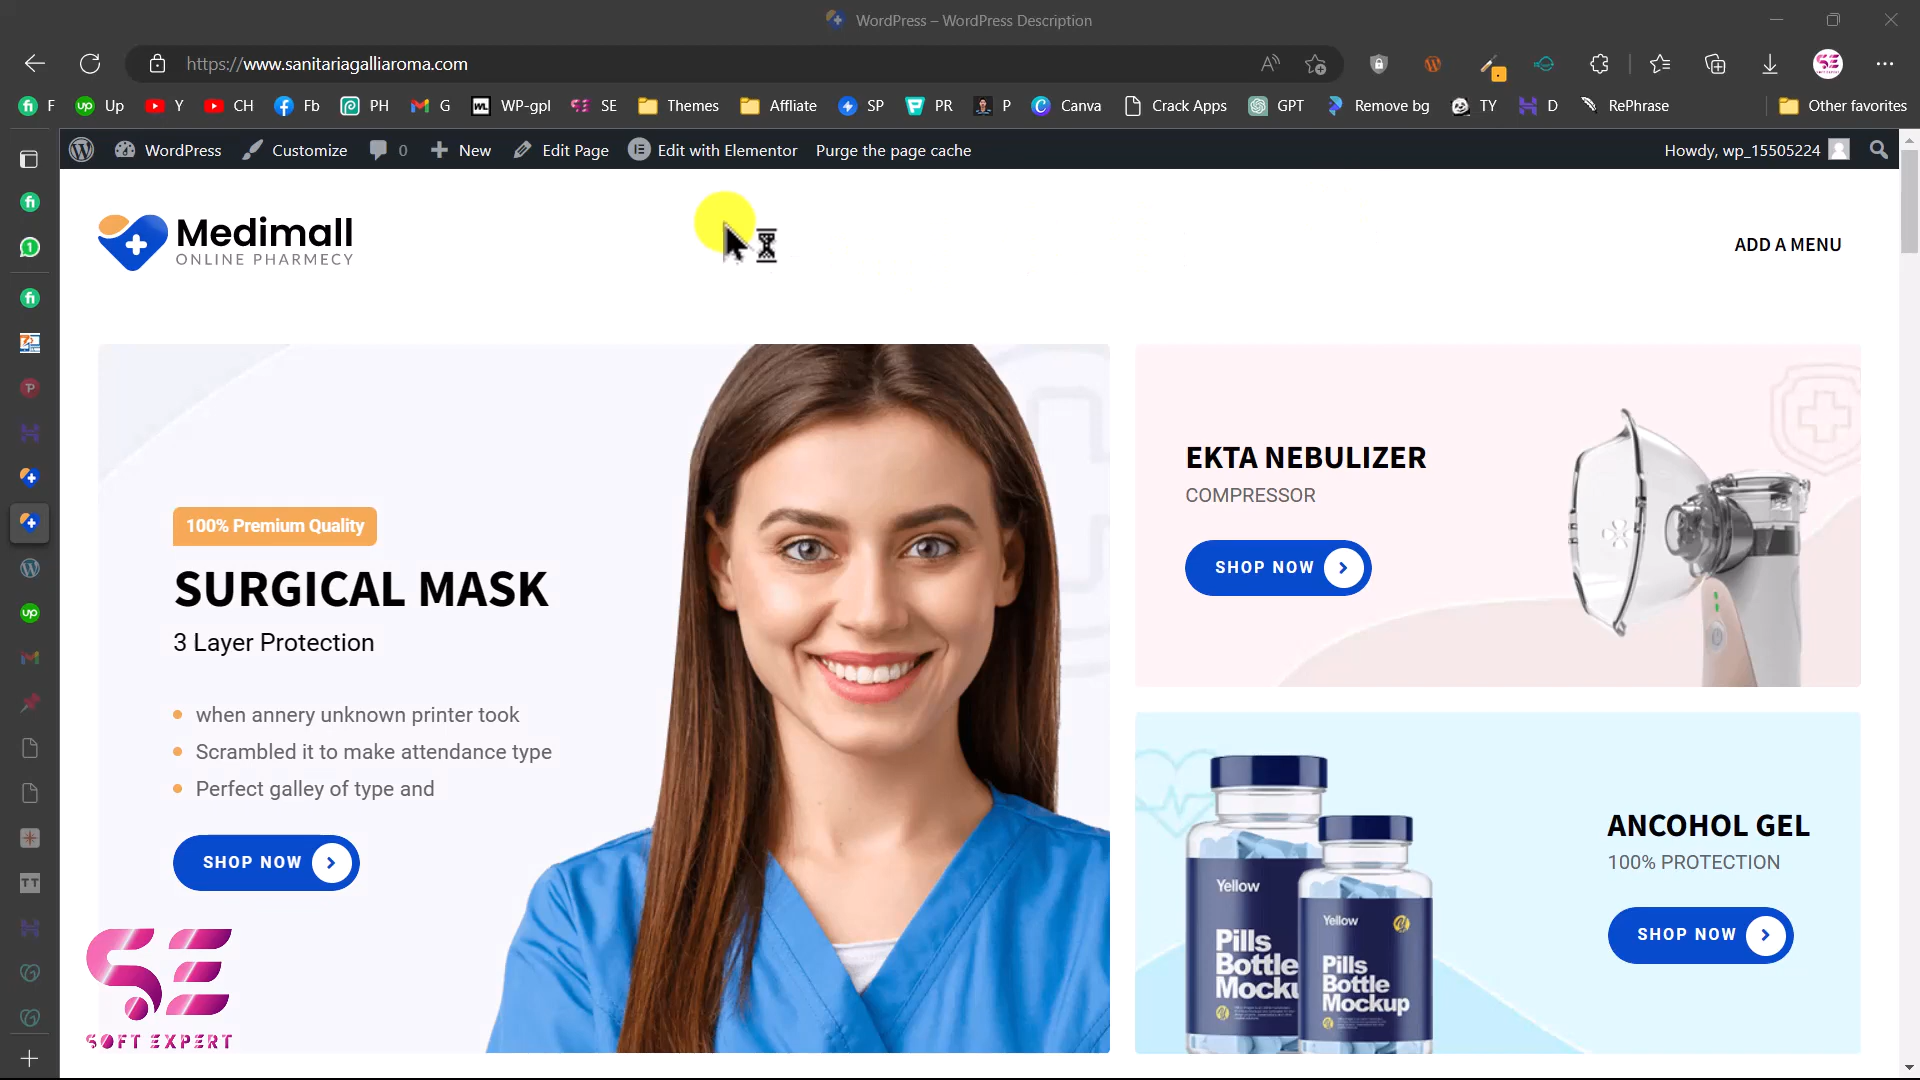 WordPress – WordPress Description
https://www.sanitariagalliaroma.com
F Up Y CH Fb PH G WP-gpl SE Themes Affliate SP PR P Canva Crack Apps GPT Remove bg TY D RePhrase Other favorites
WordPress Customize 0 New Edit Page Edit with Elementor Purge the page cache Howdy, wp_15505224
Medimall
ONLINE PHARMECY
ADD A MENU
100% Premium Quality
SURGICAL MASK
3 Layer Protection
when annery unknown printer took
Scrambled it to make attendance type
Perfect galley of type and
SHOP NOW
EKTA NEBULIZER
COMPRESSOR
SHOP NOW
ANCOHOL GEL
100% PROTECTION
SHOP NOW
Yellow
Pills
Bottle
Mocku
Yellow
Pills
Bottle
Mockup
SE
SOFT EXPERT